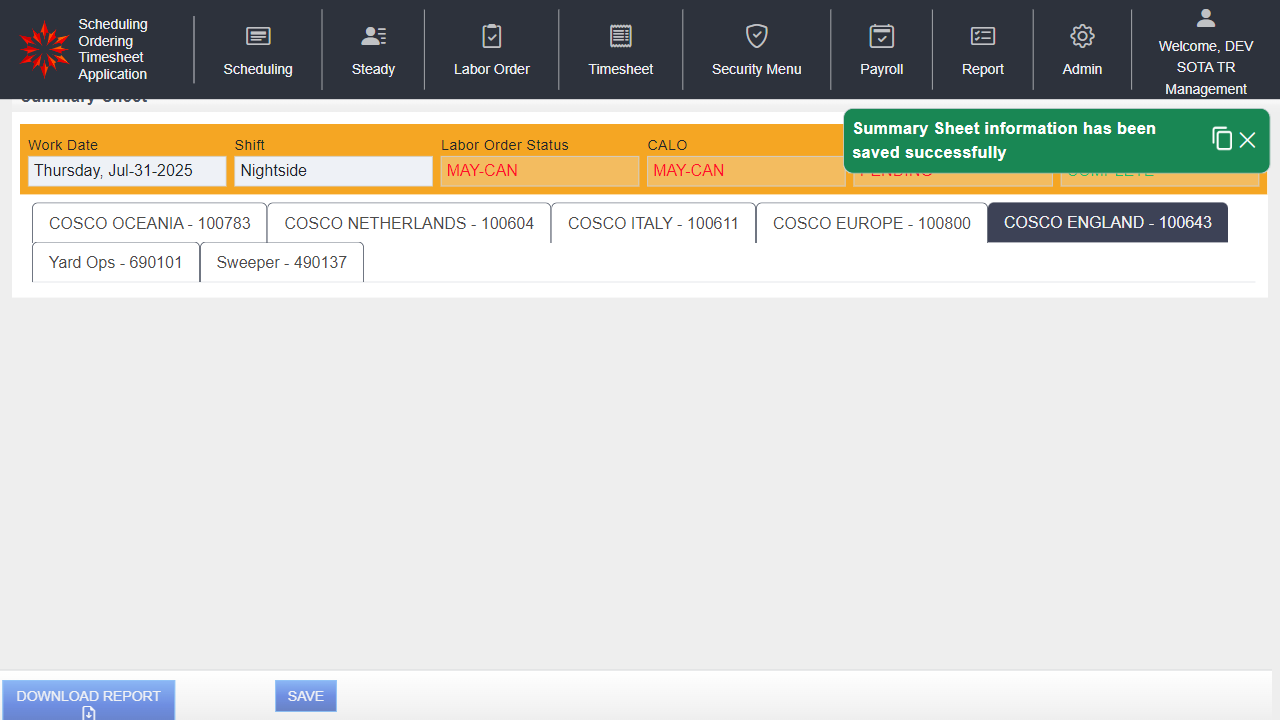 Scheduling
Ordering
Timesheet
Application
Scheduling
Steady
Labor Order
Timesheet
Security Menu
Payroll
Report
Admin
Welcome, DEV
SOTA TR
Management
Summary Sheet
Summary Sheet information has been
saved successfully
Work Date
Shift
Labor Order Status
CALO
Thursday, Jul-31-2025
Nightside
MAY-CAN
MAY-CAN
PENDING
COMPLETE
COSCO OCEANIA - 100783
COSCO NETHERLANDS - 100604
COSCO ITALY - 100611
COSCO EUROPE - 100800
COSCO ENGLAND - 100643
Yard Ops - 690101
Sweeper - 490137
DOWNLOAD REPORT
SAVE